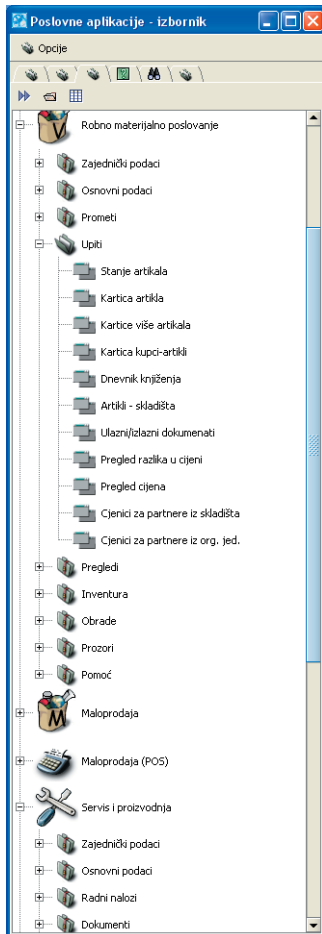 Poslovne aplikacije - izbornik
Opcije
Robno materijalno poslovanje
Zajednički podaci
Osnovni podaci
Prometi
Upiti
Stanje artikala
Kartica artikla
Kartice više artikala
Kartica kupci-artikli
Dnevnik knjiženja
Artikli - skladišta
Ulazni/izlazni dokumenati
Pregled razlika u cijeni
Pregled cijena
Cjenici za partnere iz skladišta
Cjenici za partnere iz org. jed.
Pregledi
Inventura
Obrade
Prozori
Pomoć
Maloprodaja
Maloprodaja (POS)
Servis i proizvodnja
Zajednički podaci
Osnovni podaci
Radni nalozi
Dokumenti